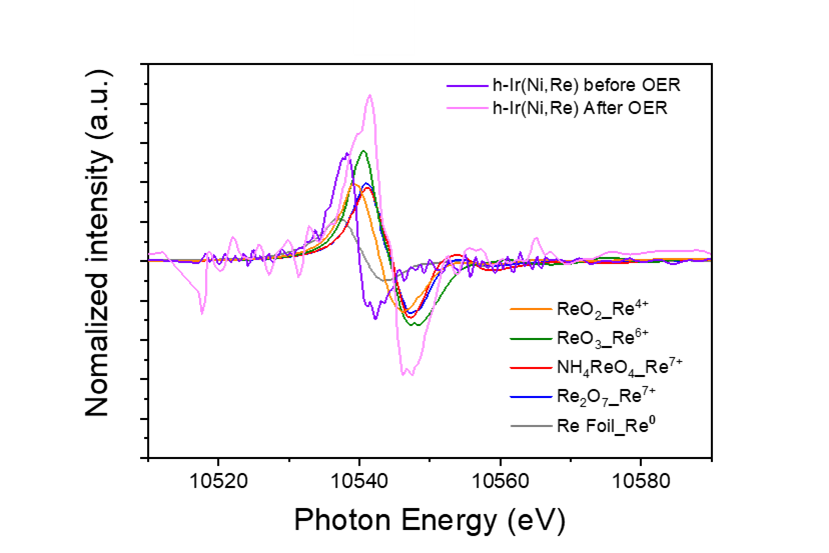 h-Ir(Ni,Re) before OER
h-Ir(Ni,Re) After OER
Nomalized intensity (a.u.)
ReO₂_Re⁴⁺
ReO₃_Re⁶⁺
NH₄ReO₄_Re⁷⁺
Re₂O₇_Re⁷⁺
Re Foil_Re⁰
10520 10540 10560 10580
Photon Energy (eV)